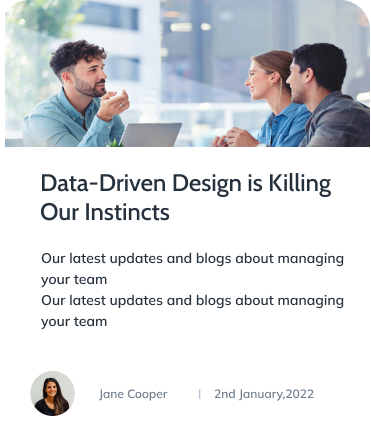 Data-Driven Design is Killing
Our Instincts
Our latest updates and blogs about managing
your team
Our latest updates and blogs about managing
your team
Jane Cooper | 2nd January,2022